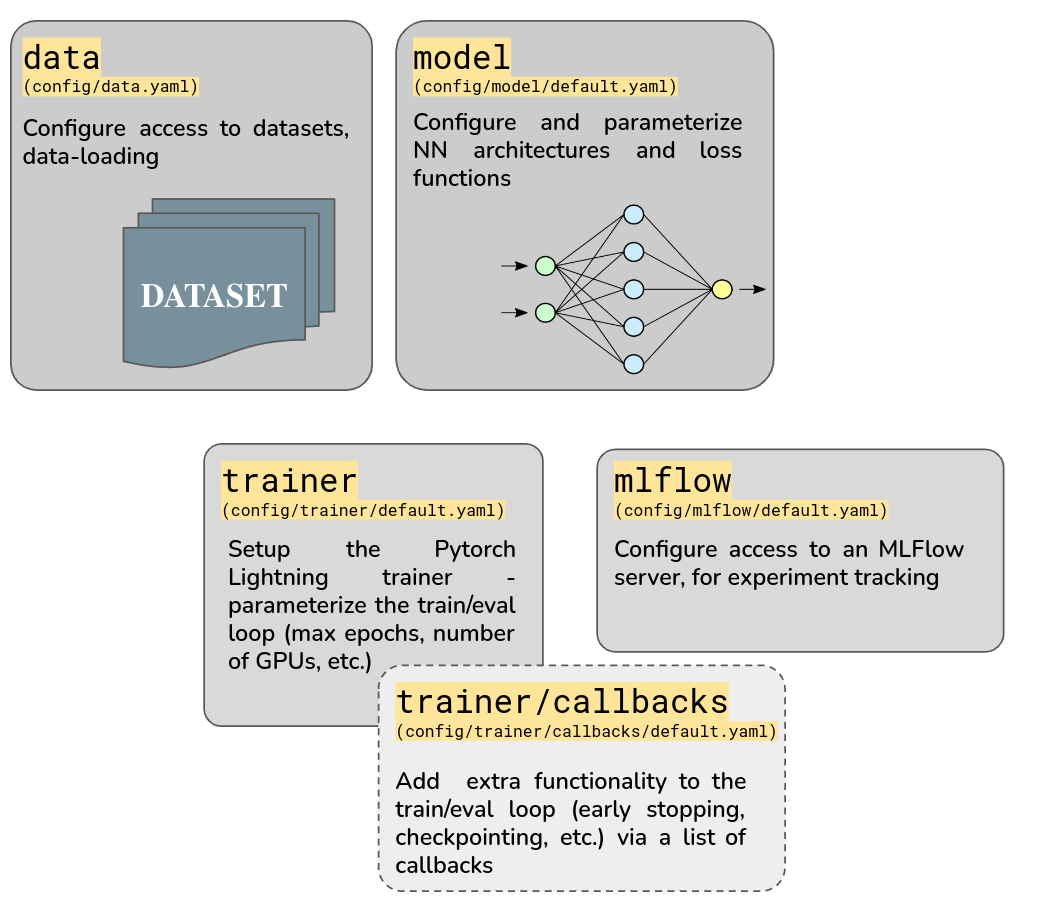 data
(config/data.yaml)
Configure access to datasets,
data-loading
DATASET
model
(config/model/default.yaml)
Configure and parameterize
NN architectures and loss
functions
trainer
(config/trainer/default.yaml)
Setup the Pytorch
Lightning trainer -
parameterize the train/eval
loop (max epochs, number
of GPUs, etc.)
mlflow
(config/mlflow/default.yaml)
Configure access to an MLFlow
server, for experiment tracking
trainer/callbacks
(config/trainer/callbacks/default.yaml)
Add extra functionality to the
train/eval loop (early stopping,
checkpointing, etc.) via a list of
callbacks